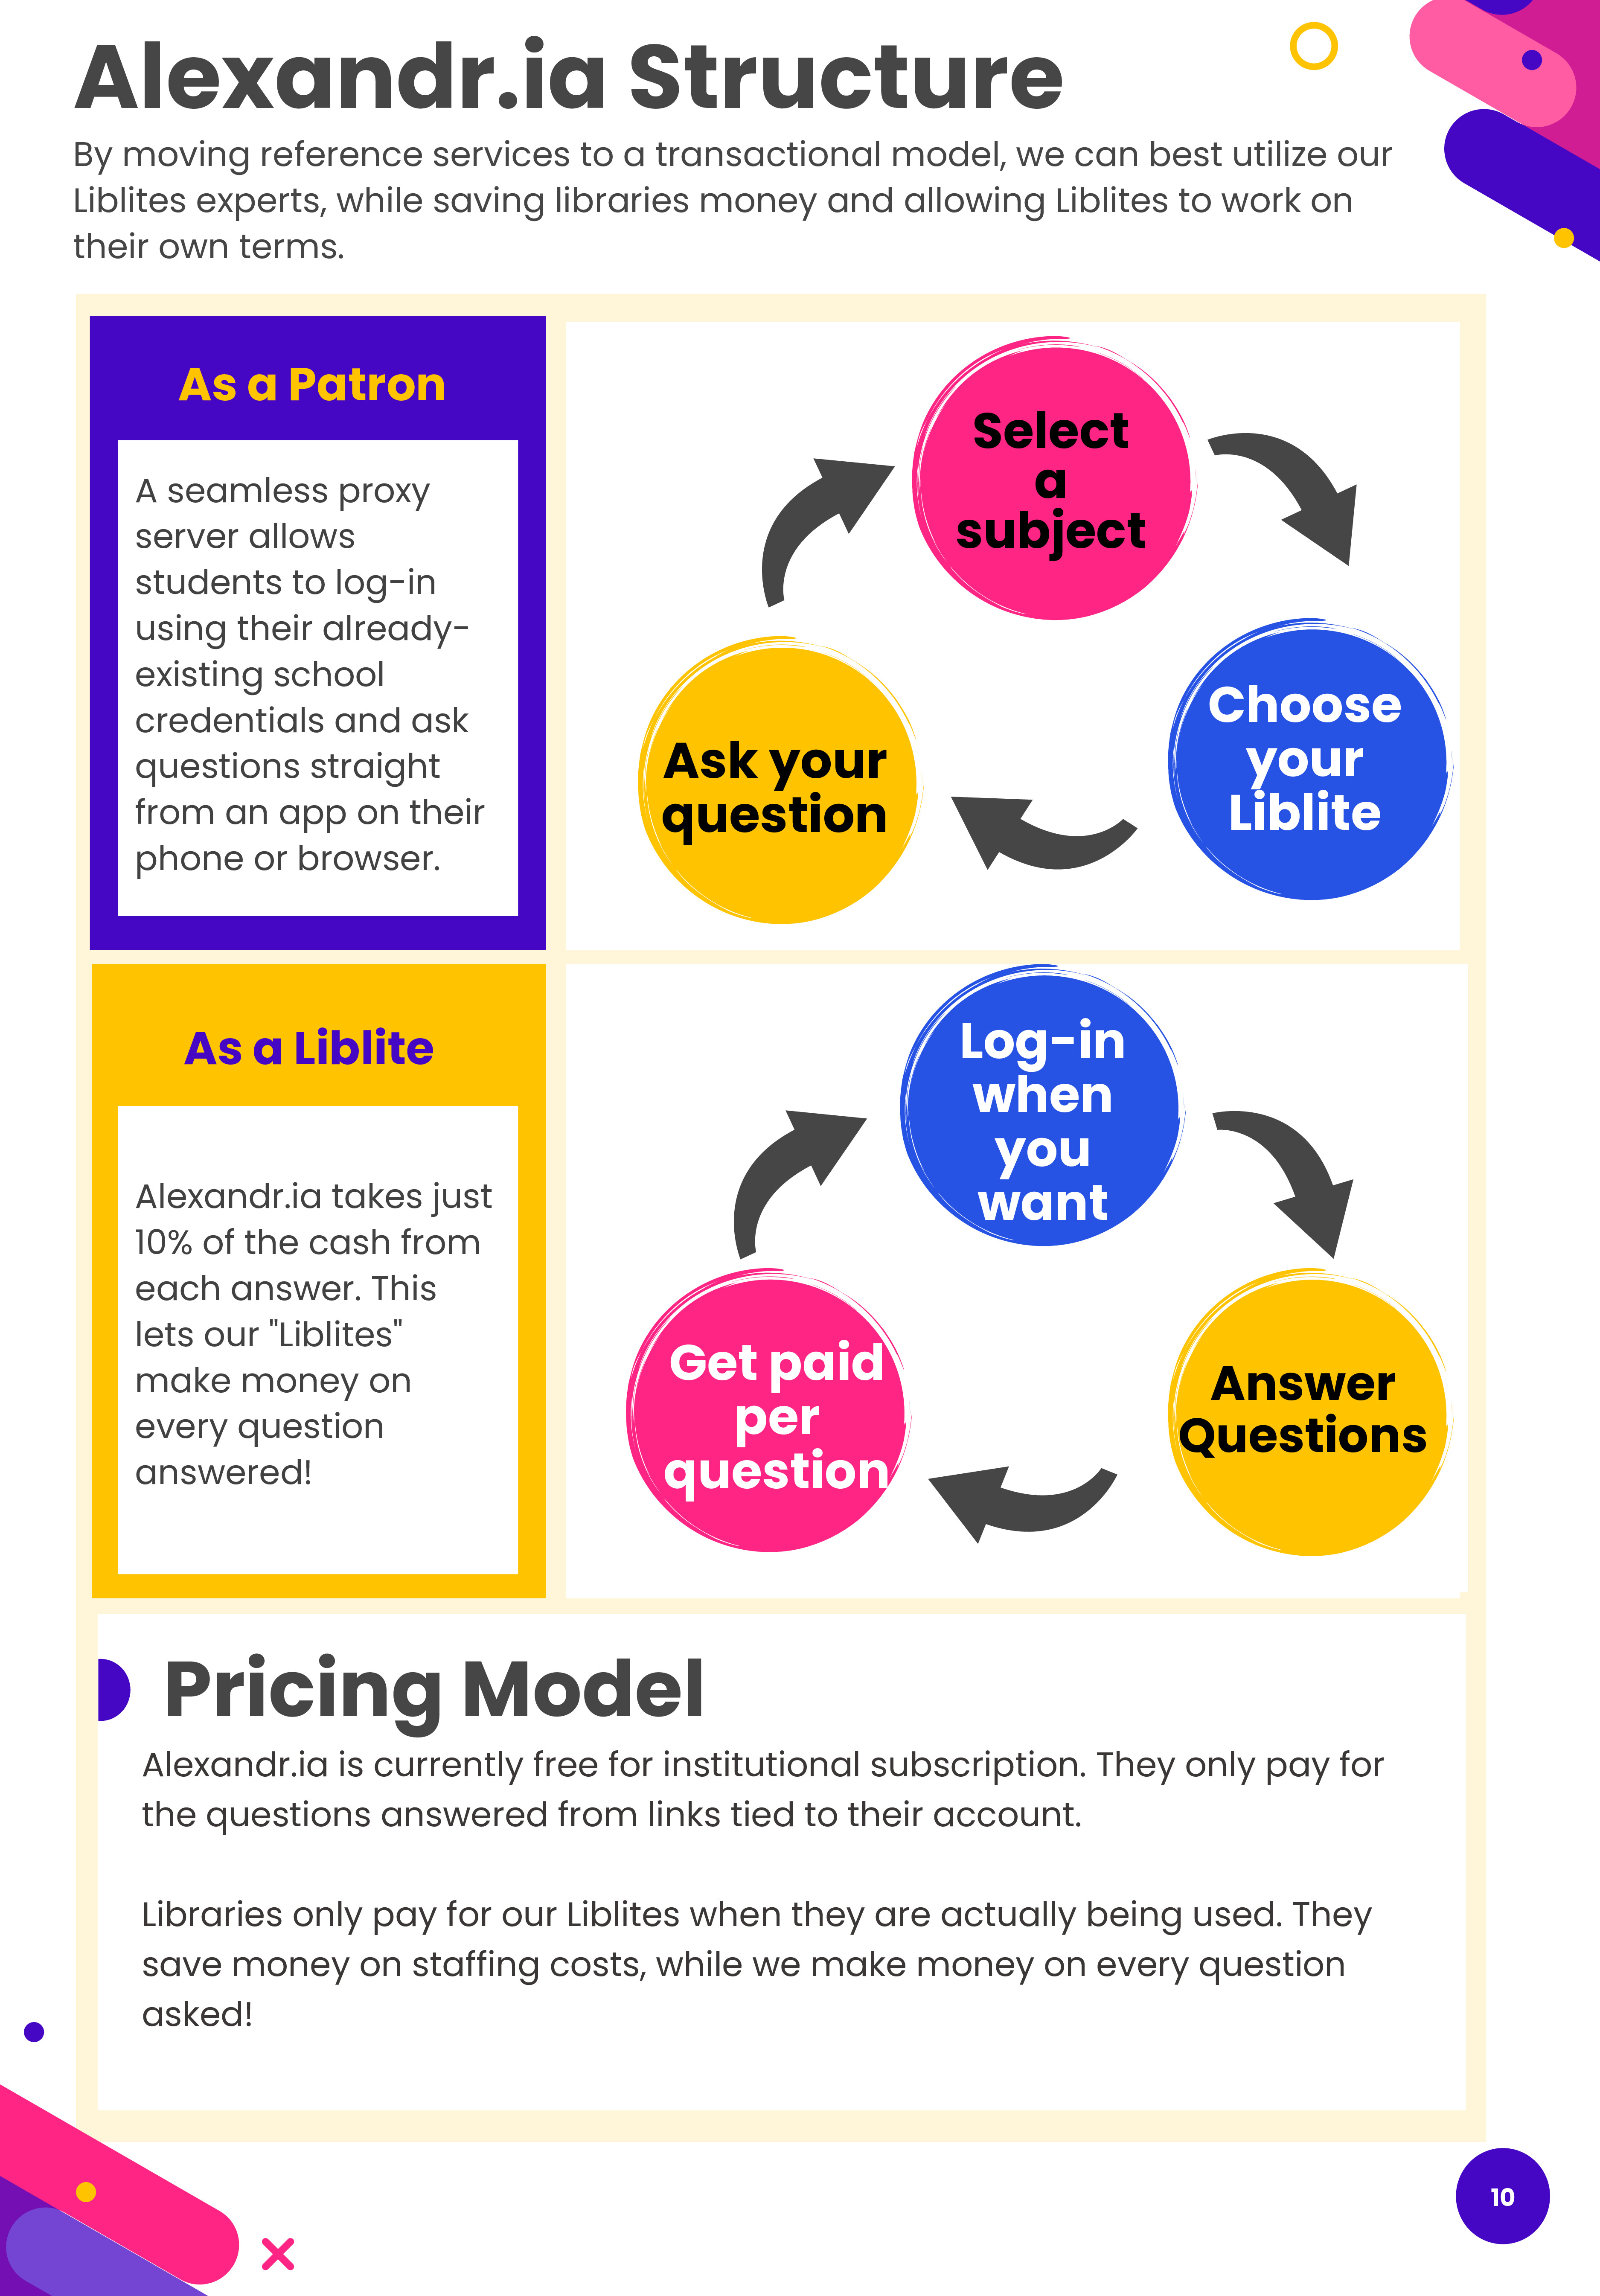 Alexandr.ia Structure
By moving reference services to a transactional model, we can best utilize our
Liblites experts, while saving libraries money and allowing Liblites to work on
their own terms.
As a Patron
A seamless proxy
server allows
students to log-in
using their already-
existing school
credentials and ask
questions straight
from an app on their
phone or browser.
Select
a
subject
Choose
your
Liblite
Ask your
question
As a Liblite
Alexandr.ia takes just
10% of the cash from
each answer. This
lets our "Liblites"
make money on
every question
answered!
Log-in
when
you
want
Answer
Questions
Get paid
per
question
Pricing Model
Alexandr.ia is currently free for institutional subscription. They only pay for
the questions answered from links tied to their account.
Libraries only pay for our Liblites when they are actually being used. They
save money on staffing costs, while we make money on every question
asked!
10